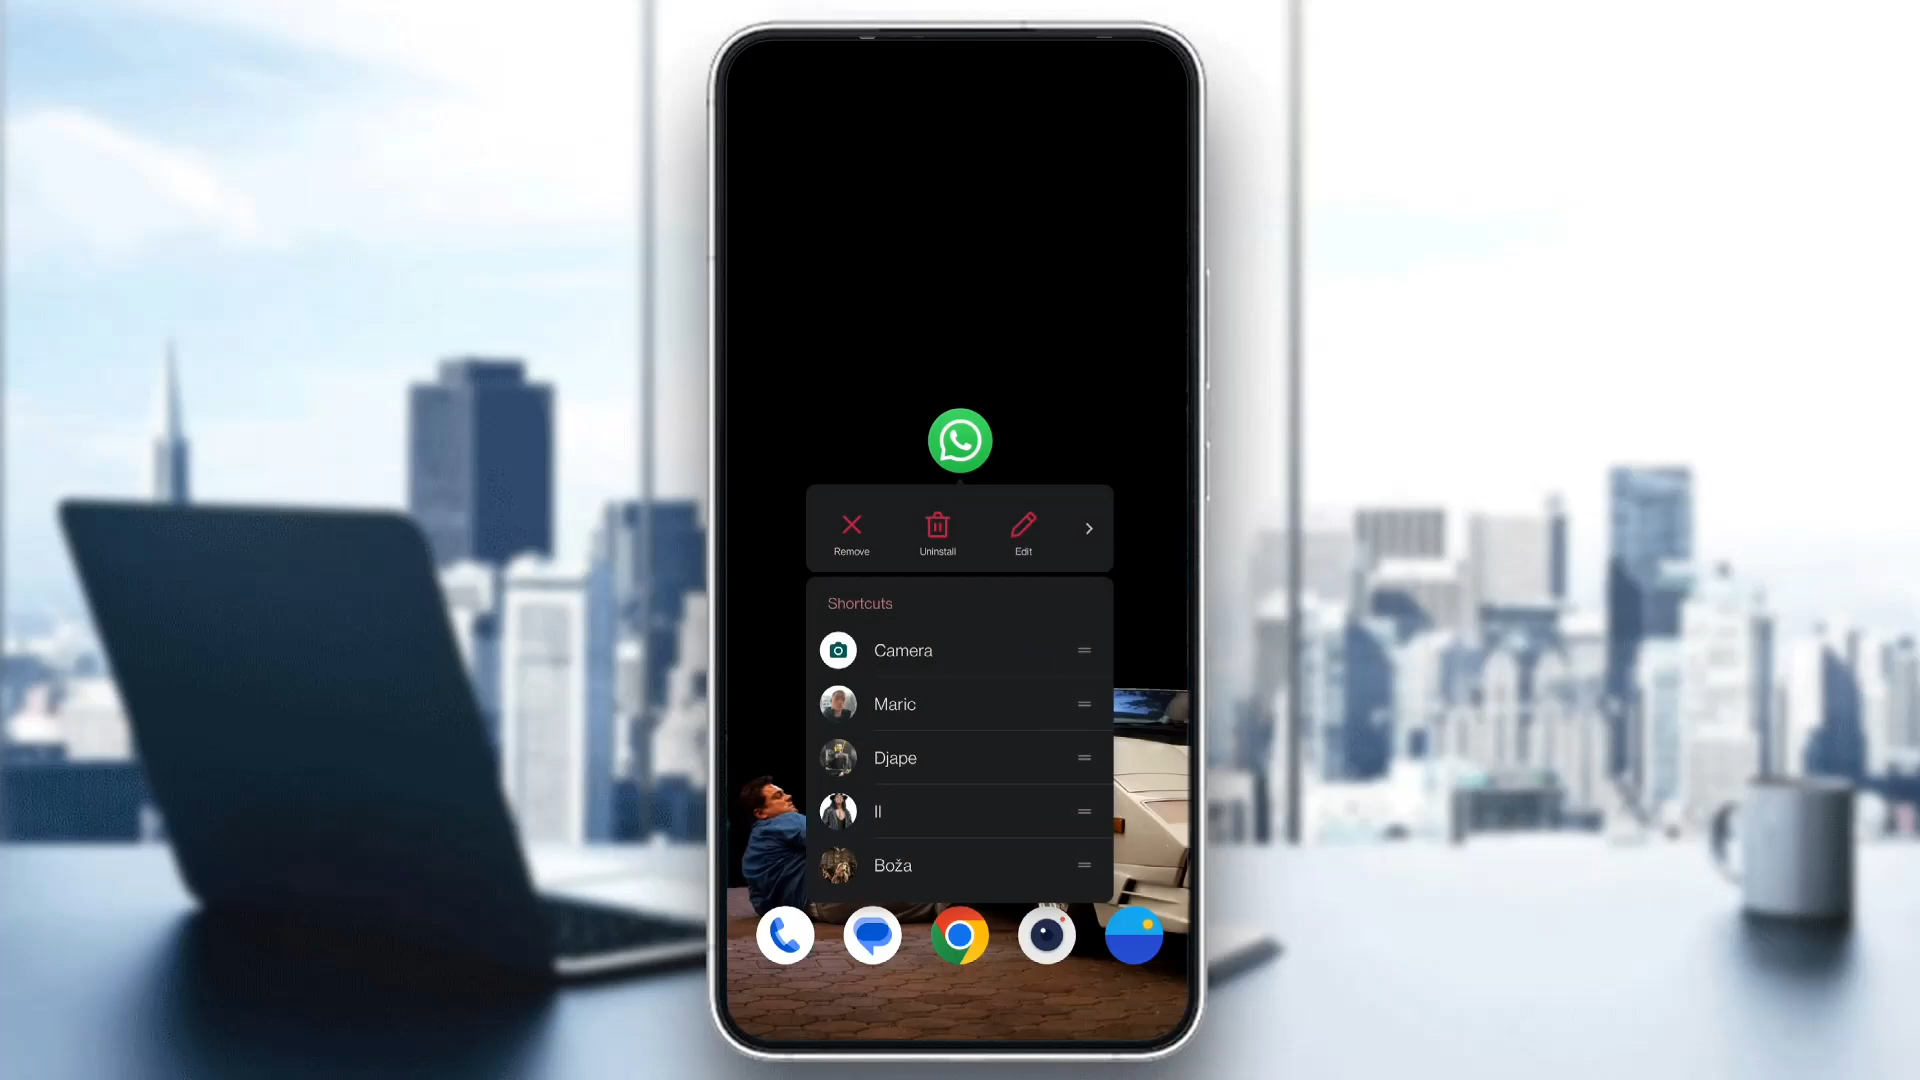 Remove Uninstall Edit
Shortcuts
Camera
Maric
Djape
II
Boža